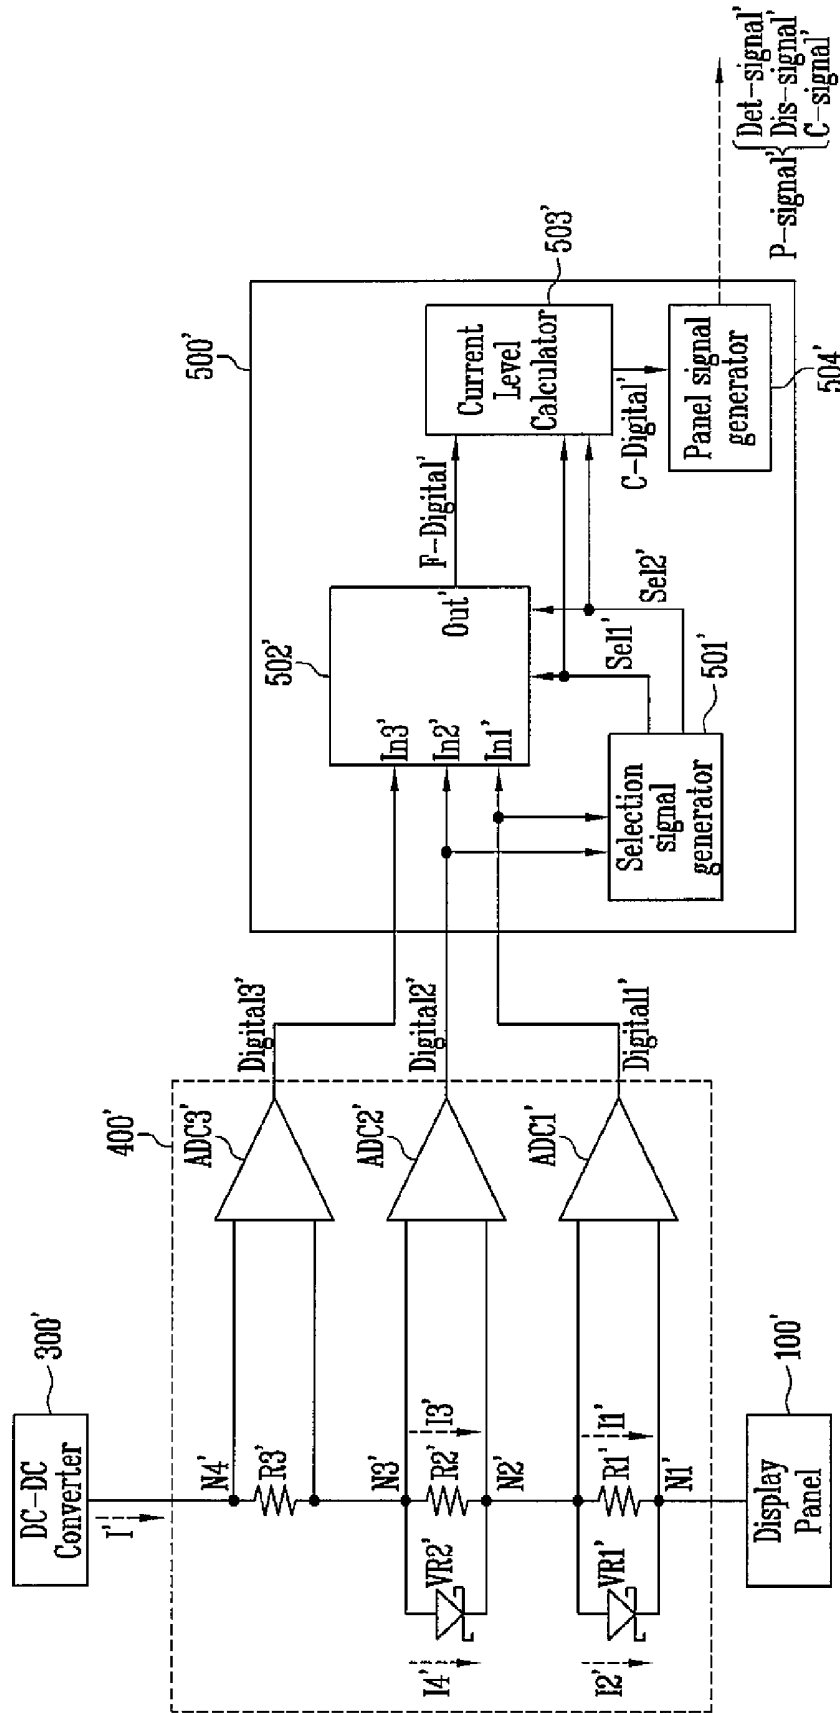 DC-DC
Converter
300'
I'
400'
N4'
R3'
ADC3'
Digital3'
N3'
R2'
VR2'
I3'
I4'
N2'
ADC2'
Digital2'
R1'
VR1'
I1'
I2'
N1'
ADC1'
Digital1'
Display
Panel
100'
500'
502'
In3'
In2'
In1'
Out'
F-Digital'
Selection
signal
generator
501'
Sel1'
Sel2'
Current
Level
Calculator
503'
C-Digital'
Panel signal
generator
504'
P-signal'
Det-signal'
Dis-signal'
C-signal'